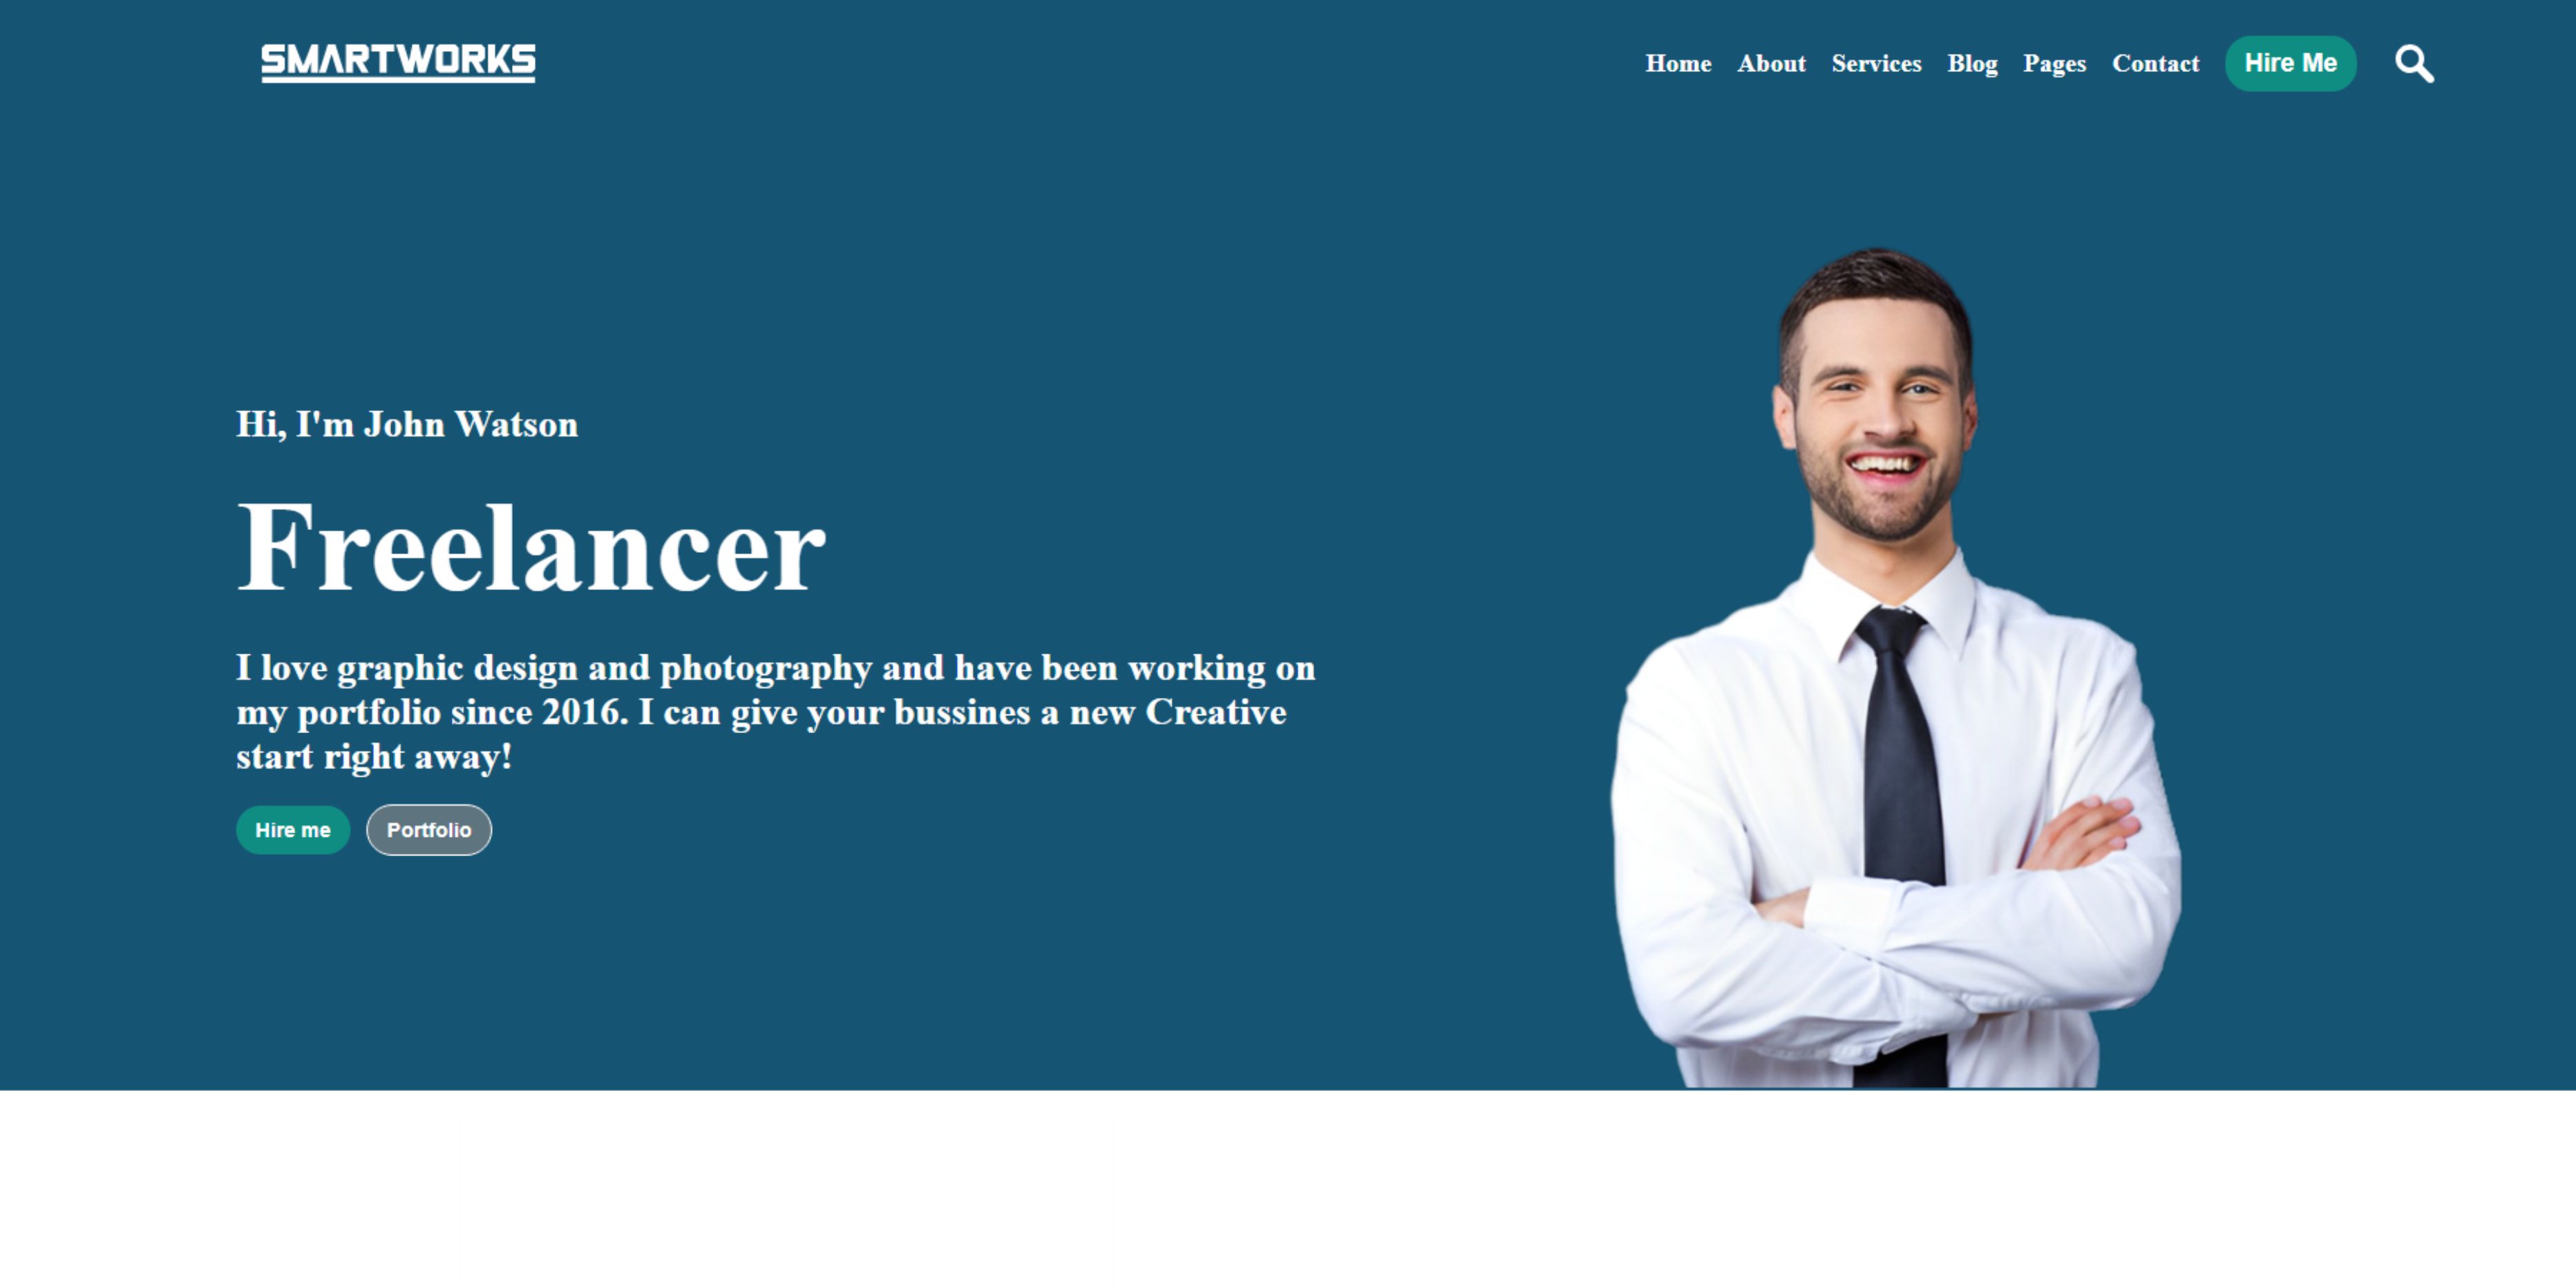 SMARTWORKS
Home About Services Blog Pages Contact Hire Me
Hi, I'm John Watson
Freelancer
I love graphic design and photography and have been working on
my portfolio since 2016. I can give your bussines a new Creative
start right away!
Hire me Portfolio